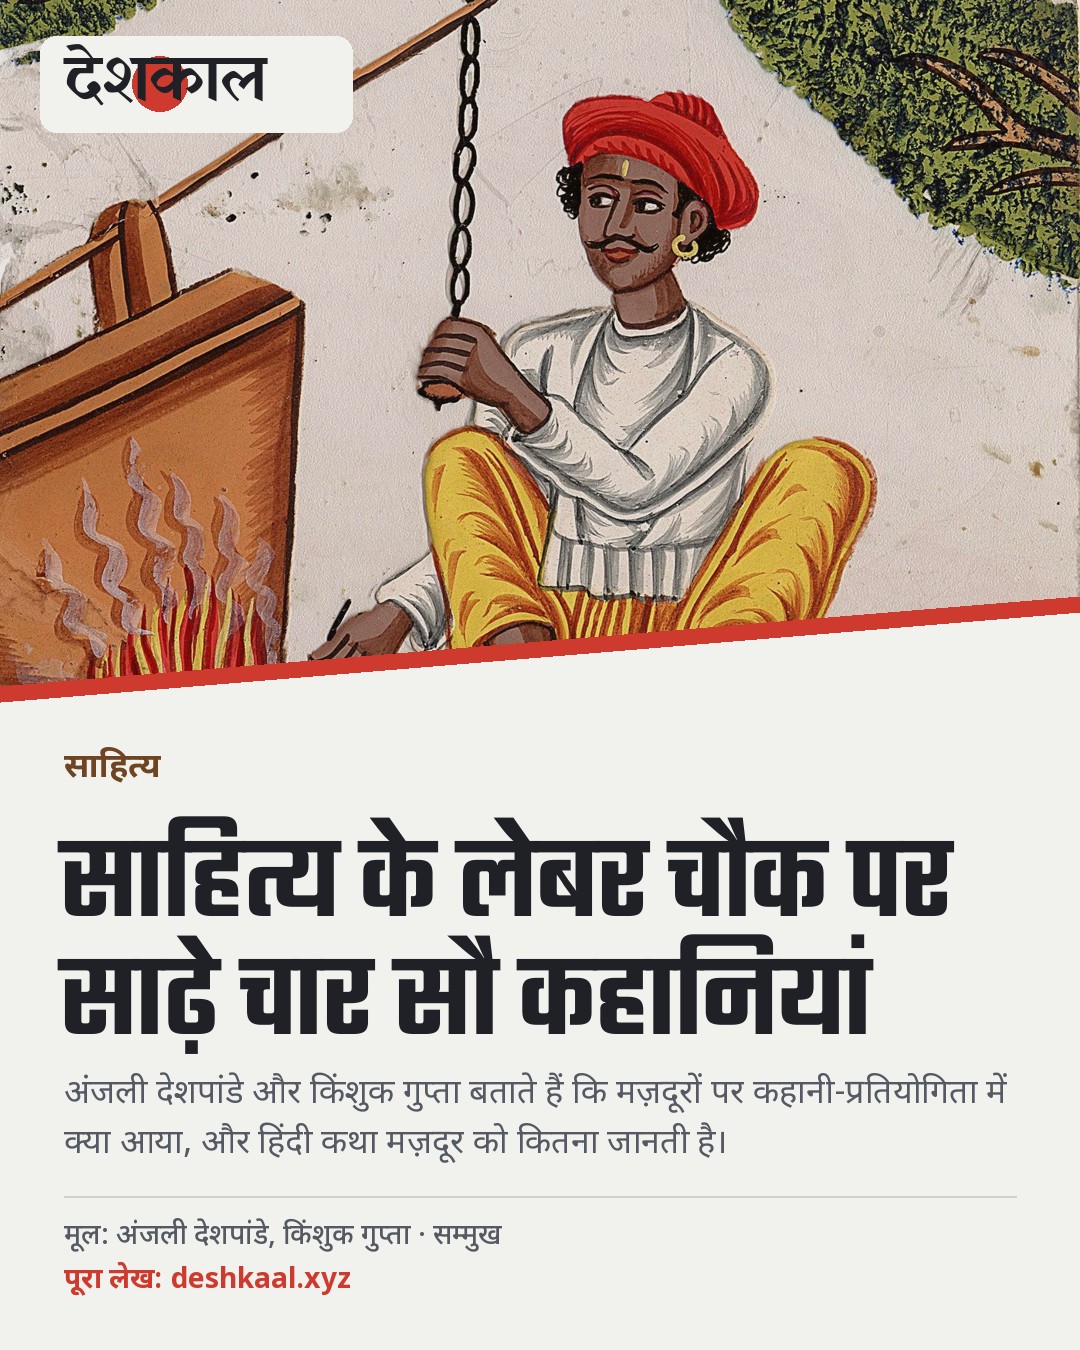 देशकाल
साहित्य
साहित्य के लेबर चौक पर
साढ़े चार सौ कहानियां
अंजली देशपांडे और किंशुक गुप्ता बताते हैं कि मज़दूरों पर कहानी-प्रतियोगिता में
क्या आया, और हिंदी कथा मज़दूर को कितना जानती है।
मूल: अंजली देशपांडे, किंशुक गुप्ता · सम्मुख
पूरा लेख: deshkaal.xyz